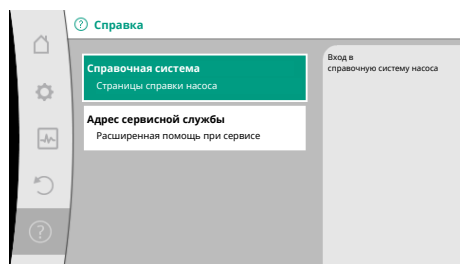 Справка
Справочная система
Страницы справки насоса
Адрес сервисной службы
Расширенная помощь при сервисе
Вход в
справочную систему насоса